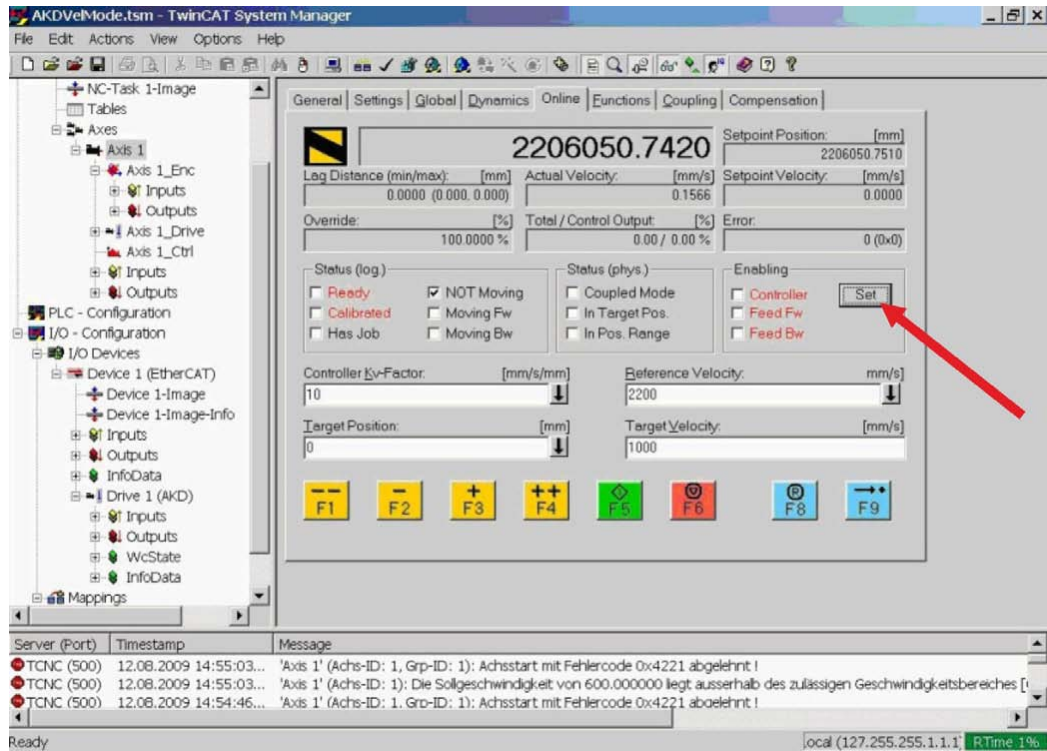 AKDVelMode.tsm - TwinCAT System Manager
File Edit Actions View Options Help
NC-Task 1-Image
Tables
Axes
Axis 1
Axis 1_Enc
Inputs
Outputs
Axis 1_Drive
Axis 1_Ctrl
Inputs
Outputs
PLC - Configuration
I/O - Configuration
I/O Devices
Device 1 (EtherCAT)
Device 1-Image
Device 1-Image-Info
Inputs
Outputs
InfoData
Drive 1 (AKD)
Inputs
Outputs
WcState
InfoData
Mappings
General Settings Global Dynamics Online Functions Coupling Compensation
2206050.7420
Setpoint Position: [mm]
2206050.7510
Lag Distance (min/max): [mm] Actual Velocity: [mm/s] Setpoint Velocity: [mm/s]
0.0000 (0.000, 0.000) 0.1566 0.0000
Override: [%] Total / Control Output: [%] Error:
100.0000 % 0.00 / 0.00 % 0 (0x0)
Status (log.) Status (phys.) Enabling
Ready NOT Moving Coupled Mode Controller Set
Calibrated Moving Fw In Target Pos. Feed Fw
Has Job Moving Bw In Pos. Range Feed Bw
Controller Kv-Factor: [mm/s/mm] Reference Velocity: mm/s]
10 2200
Target Position: [mm] Target Velocity: [mm/s]
0 1000
-- - + ++
F1 F2 F3 F4 F5 F6 F8 F9
Server (Port) Timestamp Message
TCNC (500) 12.08.2009 14:55:03... 'Axis 1' (Achs-ID: 1, Grp-ID: 1): Achsstart mit Fehlercode 0x4221 abgelehnt !
TCNC (500) 12.08.2009 14:55:03... 'Axis 1' (Achs-ID: 1): Die Sollgeschwindigkeit von 600.000000 liegt ausserhalb des zulässigen Geschwindigkeitsbereiches [
TCNC (500) 12.08.2009 14:54:46... 'Axis 1' (Achs-ID: 1, Grp-ID: 1): Achsstart mit Fehlercode 0x4221 abgelehnt !
Ready ocal (127.255.255.1.1.1) RTime 1%